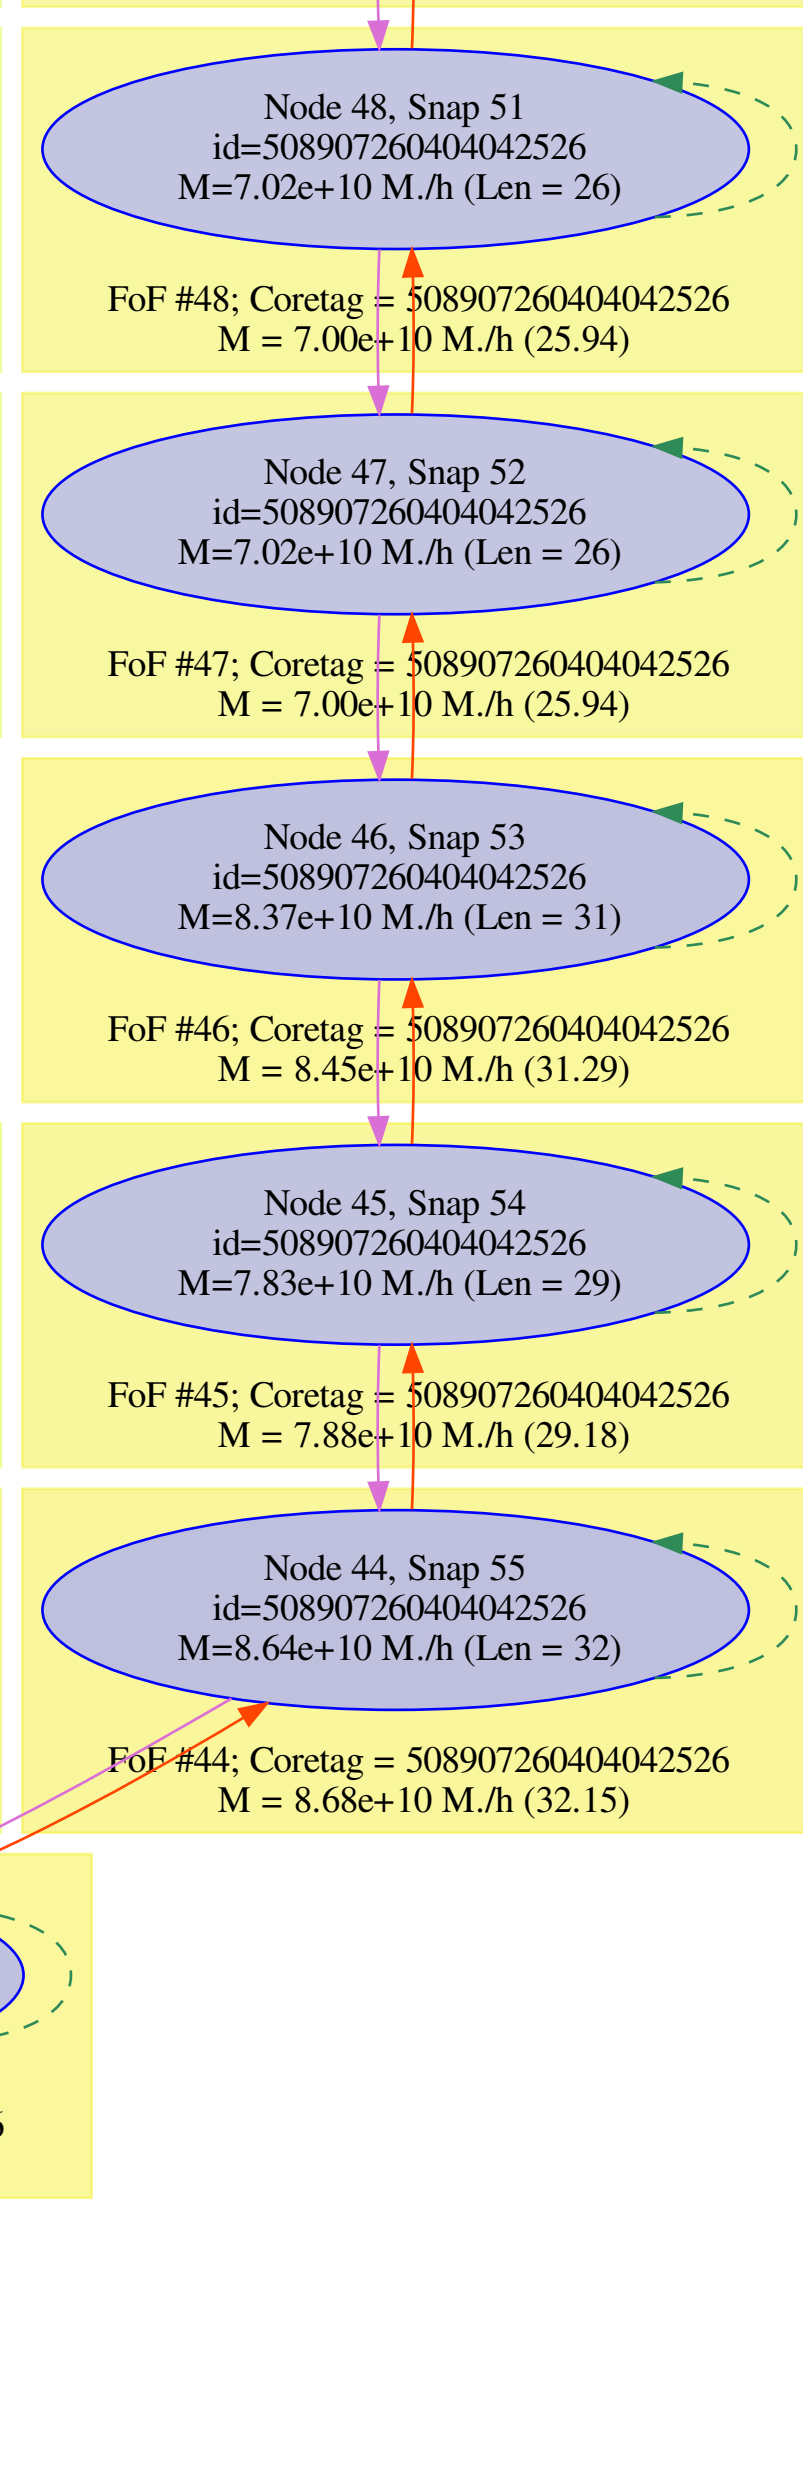 Node 48, Snap 51
id=508907260404042526
M=7.02e+10 M./h (Len = 26)
FoF #48; Coretag = 508907260404042526
M = 7.00e+10 M./h (25.94)
Node 47, Snap 52
id=508907260404042526
M=7.02e+10 M./h (Len = 26)
FoF #47; Coretag = 508907260404042526
M = 7.00e+10 M./h (25.94)
Node 46, Snap 53
id=508907260404042526
M=8.37e+10 M./h (Len = 31)
FoF #46; Coretag = 508907260404042526
M = 8.45e+10 M./h (31.29)
Node 45, Snap 54
id=508907260404042526
M=7.83e+10 M./h (Len = 29)
FoF #45; Coretag = 508907260404042526
M = 7.88e+10 M./h (29.18)
Node 44, Snap 55
id=508907260404042526
M=8.64e+10 M./h (Len = 32)
FoF #44; Coretag = 508907260404042526
M = 8.68e+10 M./h (32.15)